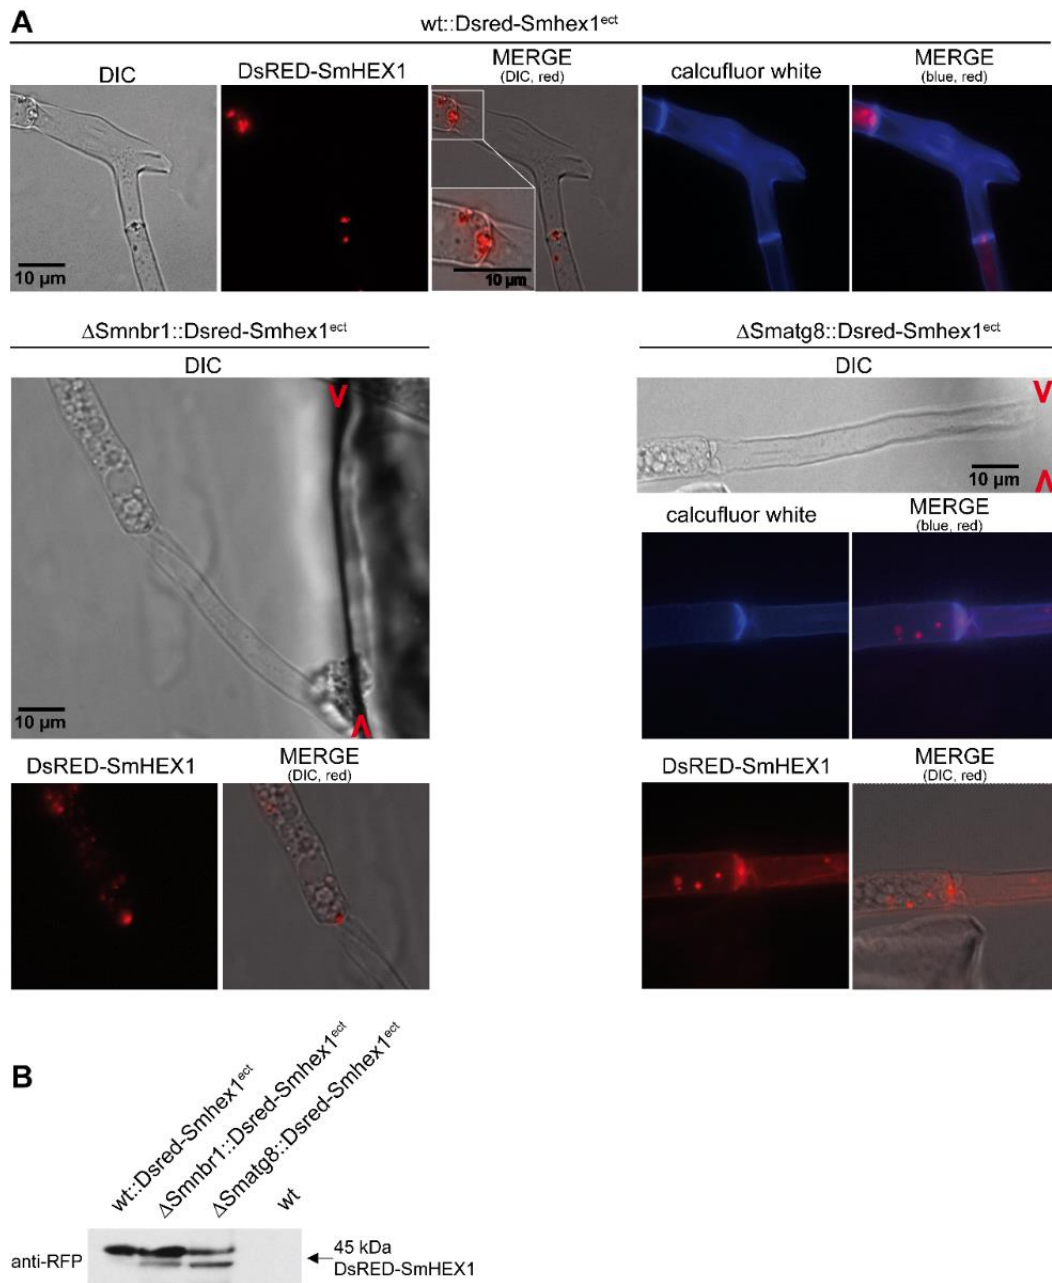 A
wt::Dsred-Smhex1ect
DIC
DsRED-SmHEX1
MERGE
(DIC, red)
calcufluor white
MERGE
(blue, red)
10 µm
10 µm
ΔSmnbr1::Dsred-Smhex1ect
ΔSmatg8::Dsred-Smhex1ect
DIC
DIC
10 µm
calcufluor white
MERGE
(blue, red)
10 µm
DsRED-SmHEX1
MERGE
(DIC, red)
DsRED-SmHEX1
MERGE
(DIC, red)
B
wt::Dsred-Smhex1ect
ΔSmnbr1::Dsred-Smhex1ect
ΔSmatg8::Dsred-Smhex1ect
wt
anti-RFP
45 kDa
DsRED-SmHEX1